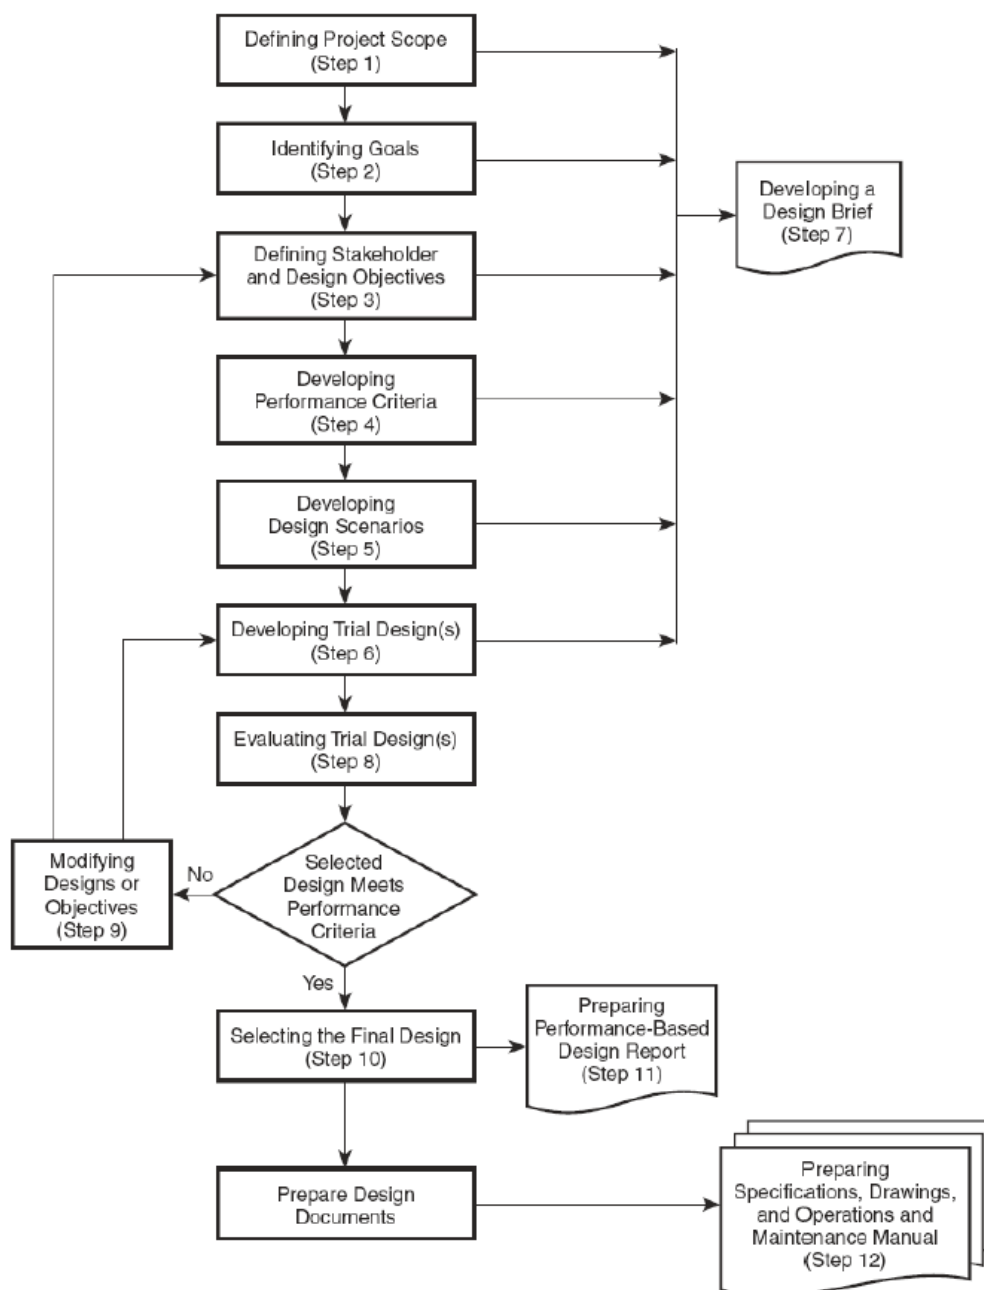 Defining Project Scope
(Step 1)
Identifying Goals
(Step 2)
Developing a
Design Brief
(Step 7)
Defining Stakeholder
and Design Objectives
(Step 3)
Developing
Performance Criteria
(Step 4)
Developing
Design Scenarios
(Step 5)
Developing Trial Design(s)
(Step 6)
Evaluating Trial Design(s)
(Step 8)
Modifying
Designs or
Objectives
(Step 9)
No
Selected
Design Meets
Performance
Criteria
Yes
Selecting the Final Design
(Step 10)
Preparing
Performance-Based
Design Report
(Step 11)
Prepare Design
Documents
Preparing
Specifications, Drawings,
and Operations and
Maintenance Manual
(Step 12)